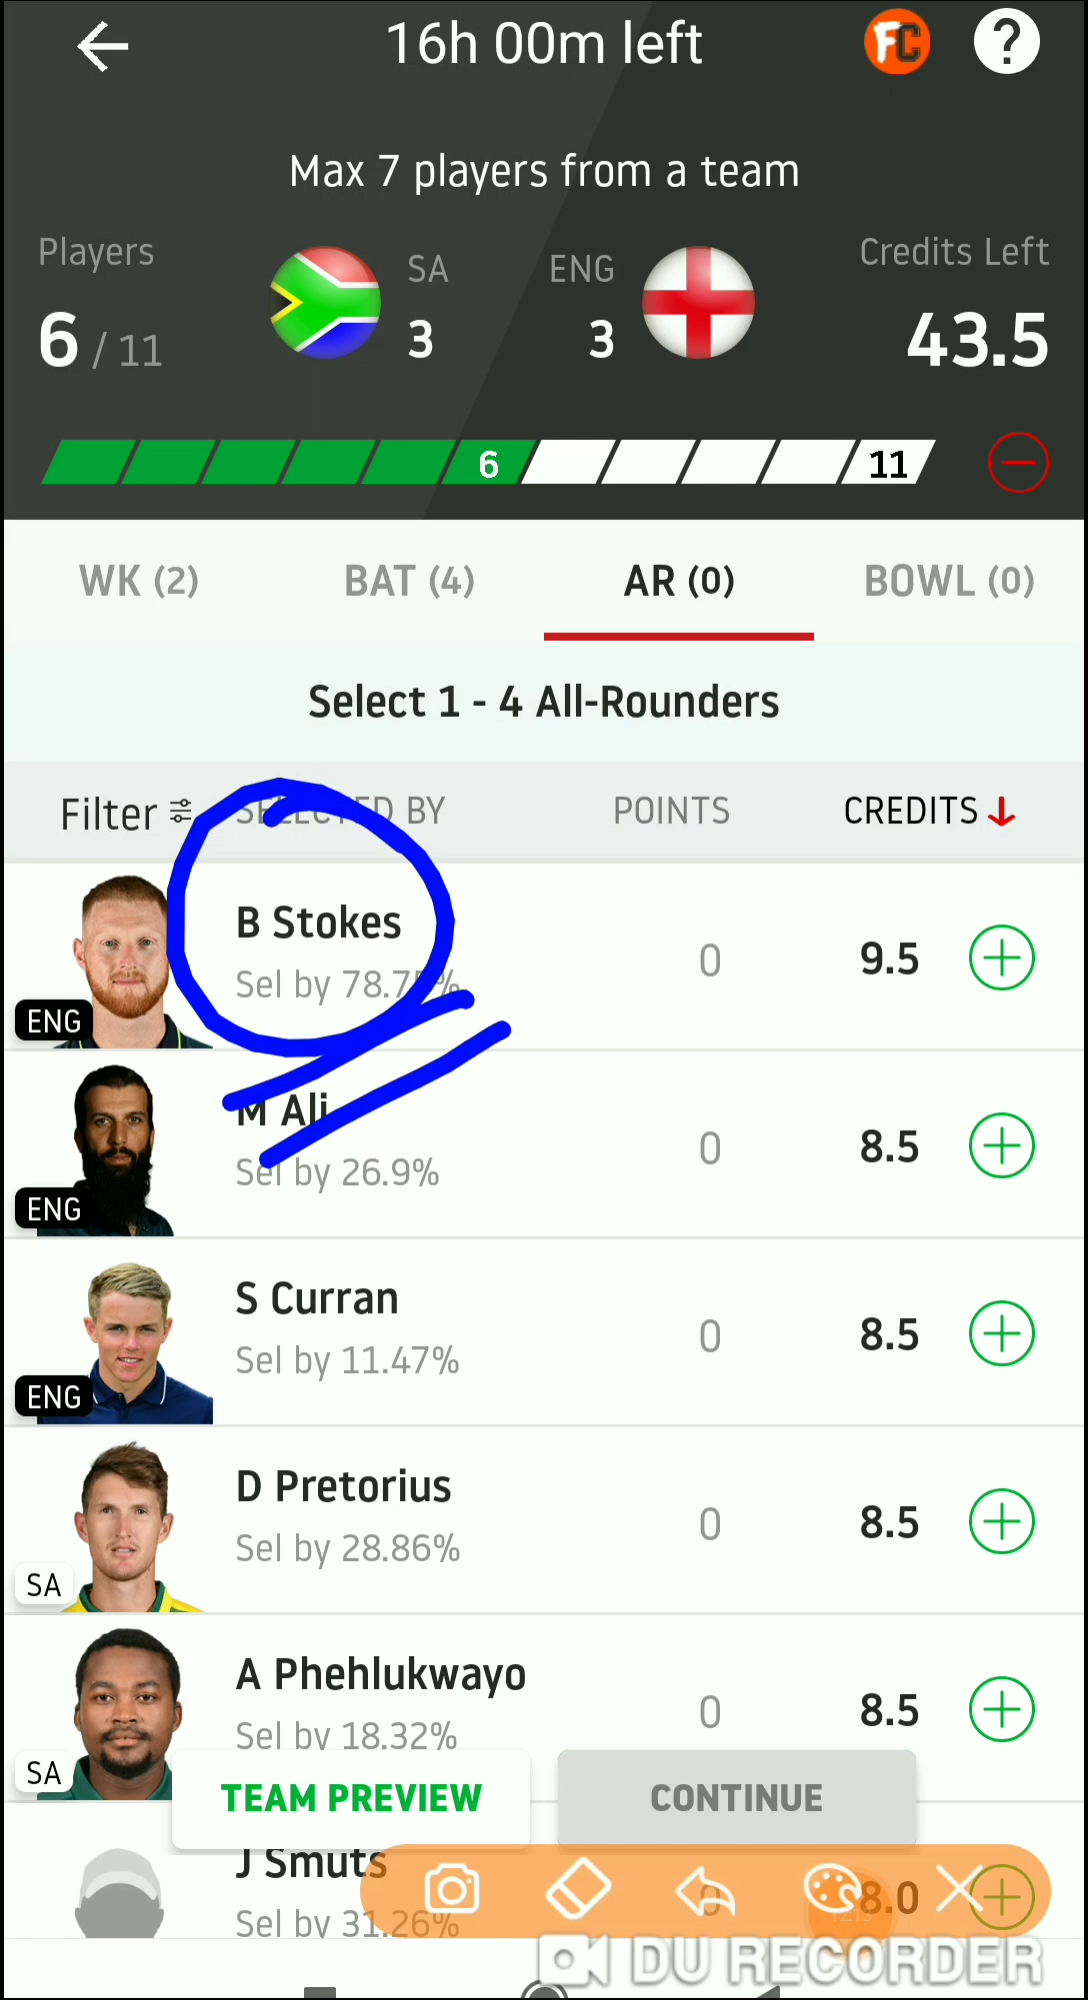 16h 00m left
FC
?
Max 7 players from a team
Players
SA
ENG
Credits Left
6 / 11
3
3
43.5
6
11
WK (2)
BAT (4)
AR (0)
BOWL (0)
Select 1 - 4 All-Rounders
Filter
SELECTED BY
POINTS
CREDITS
B Stokes
Sel by 78.7
%
0
9.5
ENG
M Ali
Sel by 26.9%
0
8.5
ENG
S Curran
Sel by 11.47%
0
8.5
ENG
D Pretorius
Sel by 28.86%
0
8.5
SA
A Phehlukwayo
Sel by 18.32%
0
8.5
SA
TEAM PREVIEW
CONTINUE
J Smuts
Sel by 31.26%
0
8.0
DU RECORDER